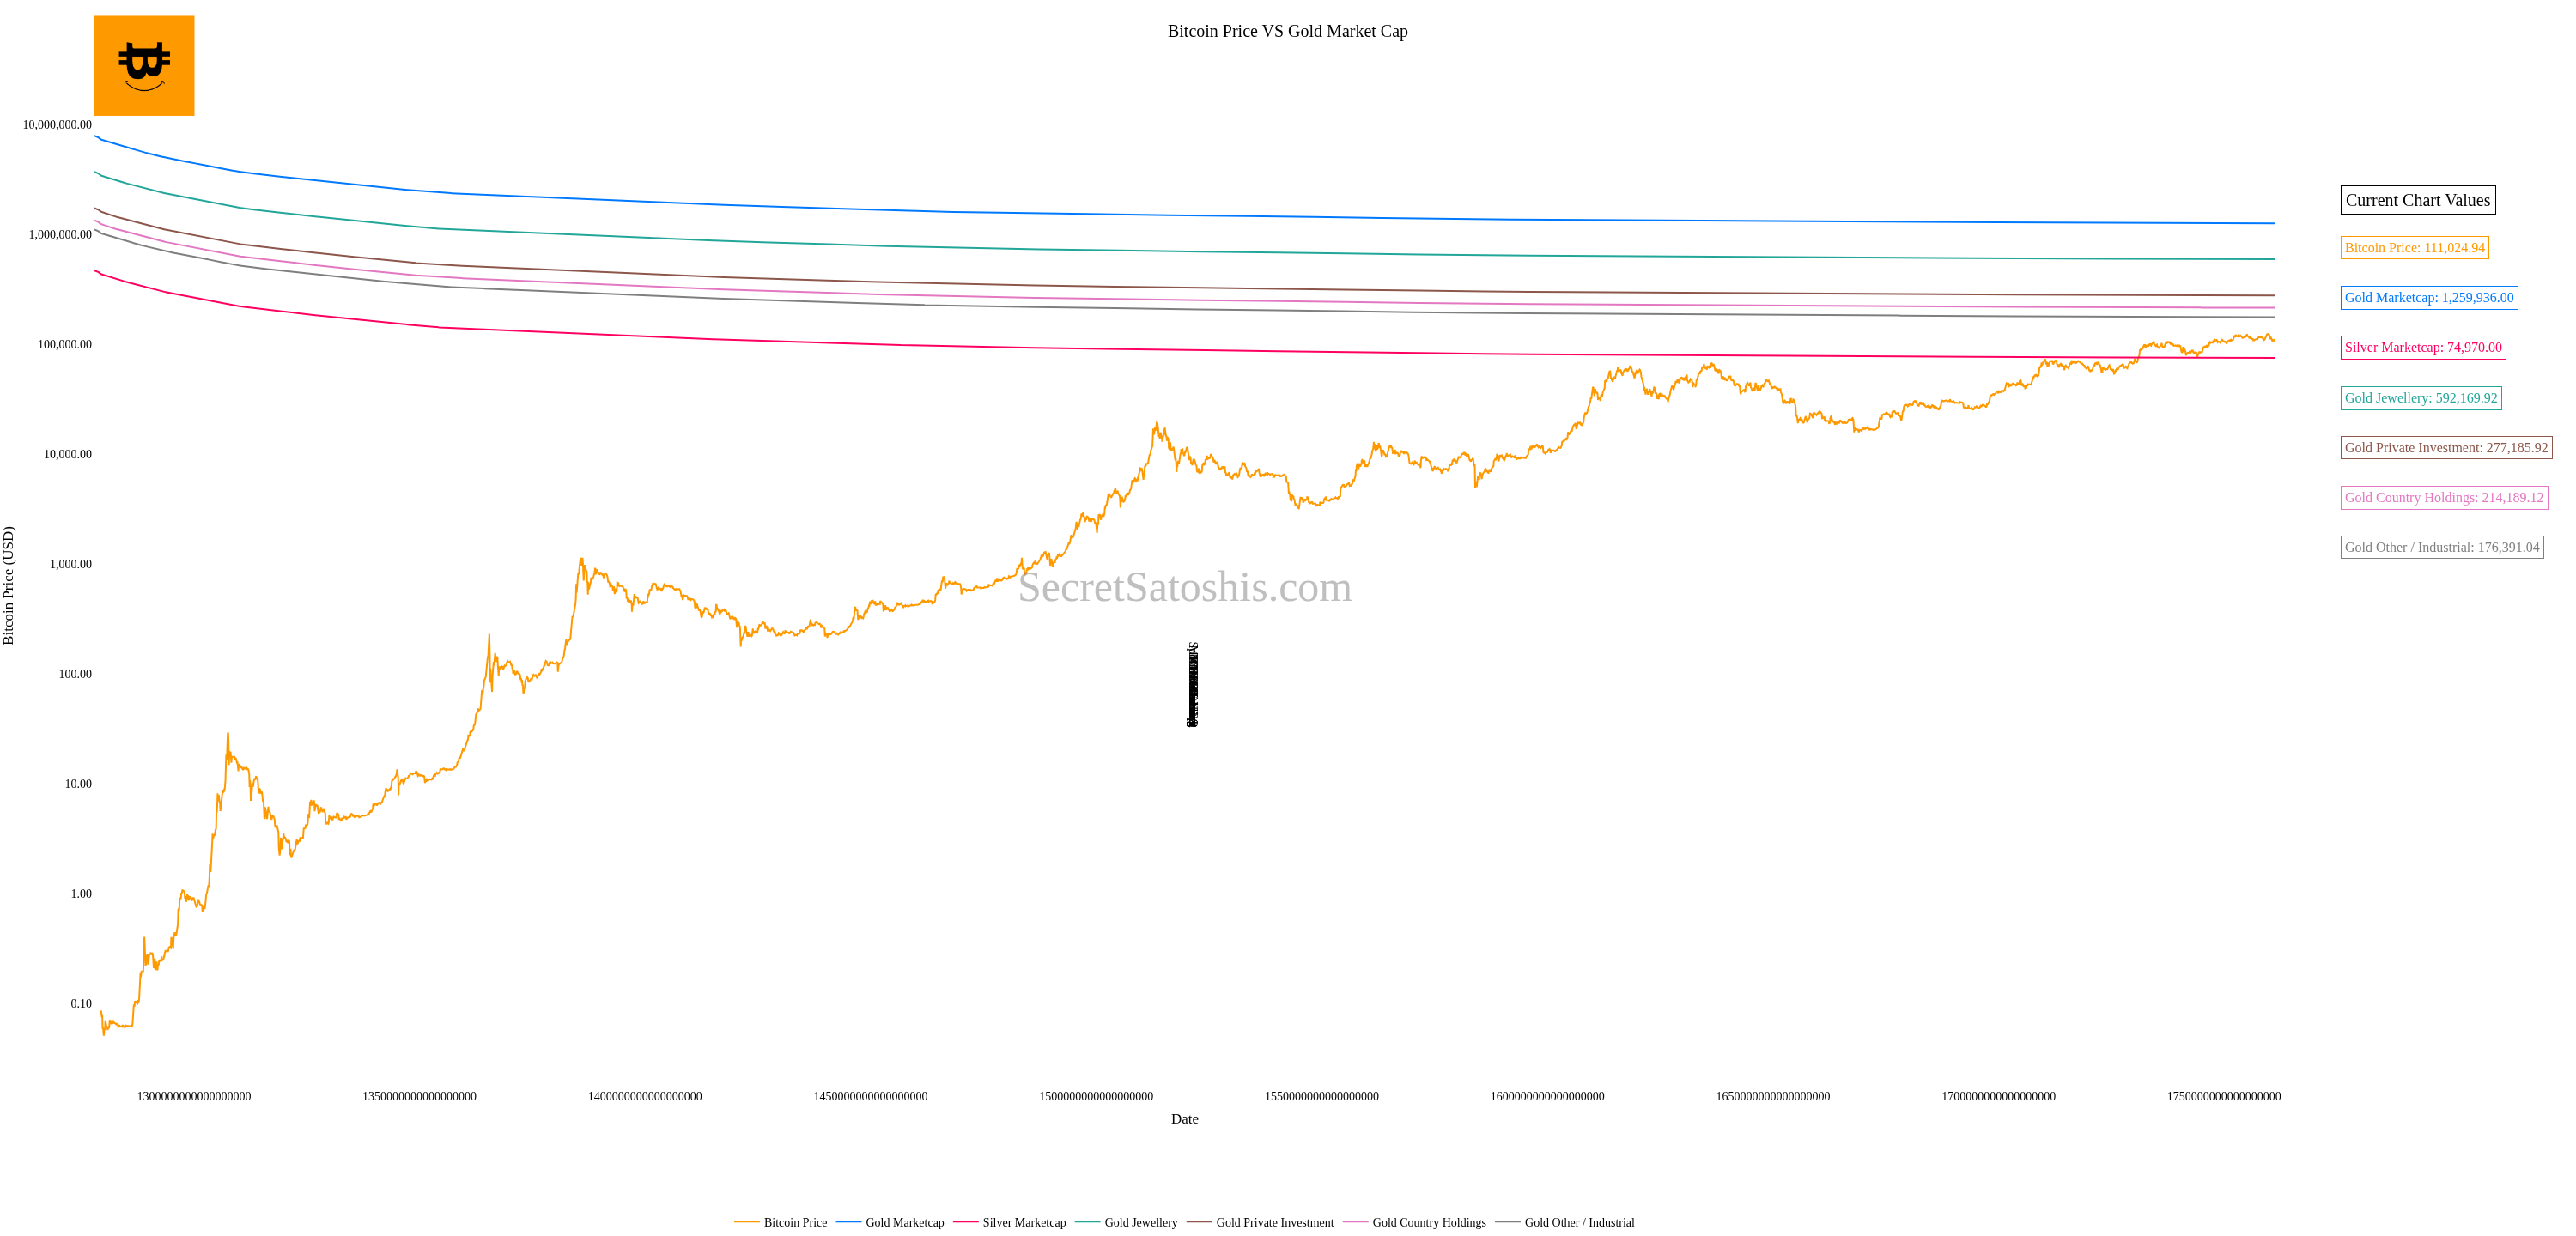 Bitcoin Price VS Gold Market Cap
10,000,000.00
1,000,000.00
100,000.00
10,000.00
1,000.00
100.00
10.00
1.00
0.10
Bitcoin Price (USD)
Current Chart Values
Bitcoin Price: 111,024.94
Gold Marketcap: 1,259,936.00
Silver Marketcap: 74,970.00
Gold Jewellery: 592,169.92
Gold Private Investment: 277,185.92
Gold Country Holdings: 214,189.12
Gold Other / Industrial: 176,391.04
SecretSatoshis.com
1300000000000000000 1350000000000000000 1400000000000000000 1450000000000000000 1500000000000000000 1550000000000000000 1600000000000000000 1650000000000000000 1700000000000000000 1750000000000000000
Date
Bitcoin Price Gold Marketcap Silver Marketcap Gold Jewellery Gold Private Investment Gold Country Holdings Gold Other / Industrial